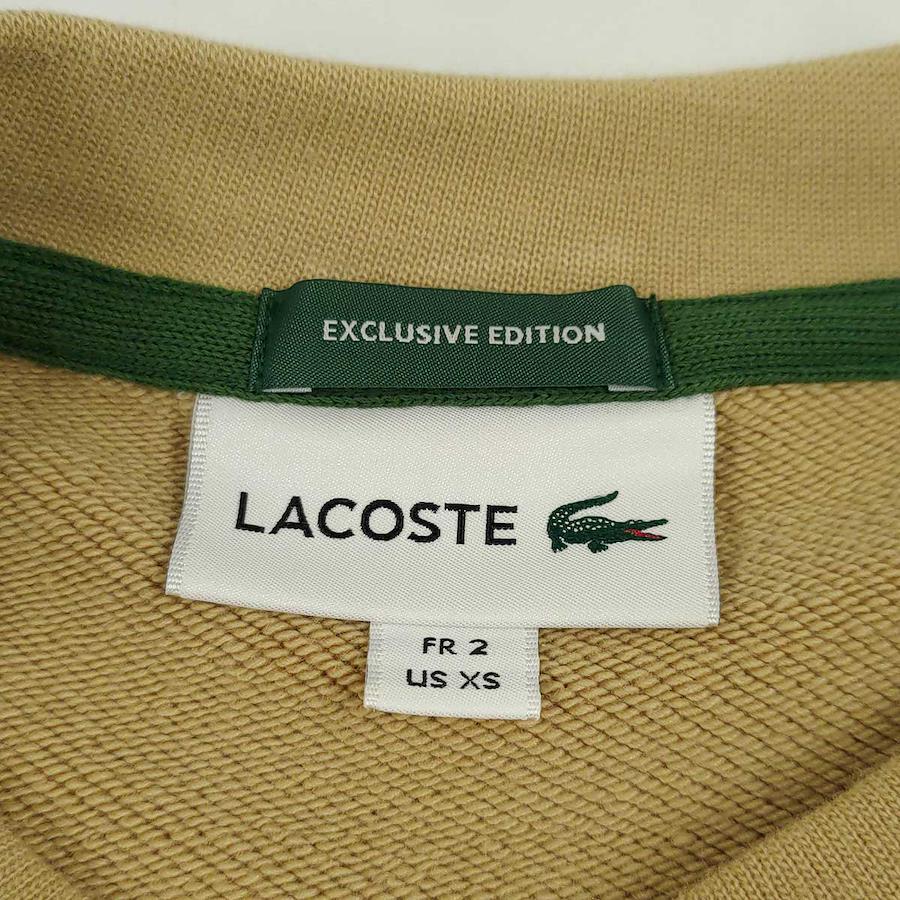 EXCLUSIVE EDITION
LACOSTE
FR 2
US XS